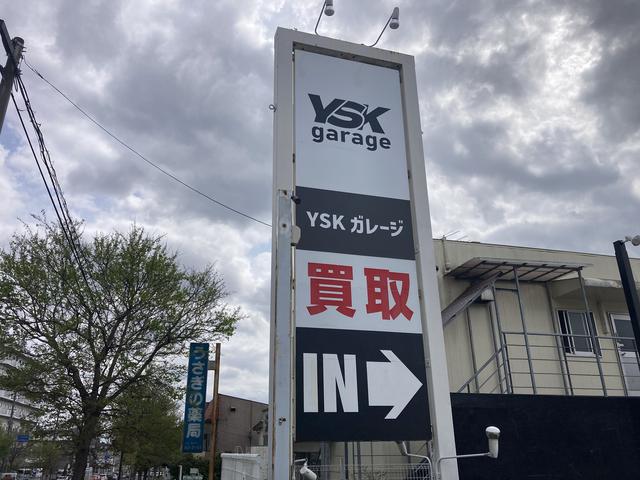 YSK
garage
YSK ガレージ
買取
IN
うさぎの薬局